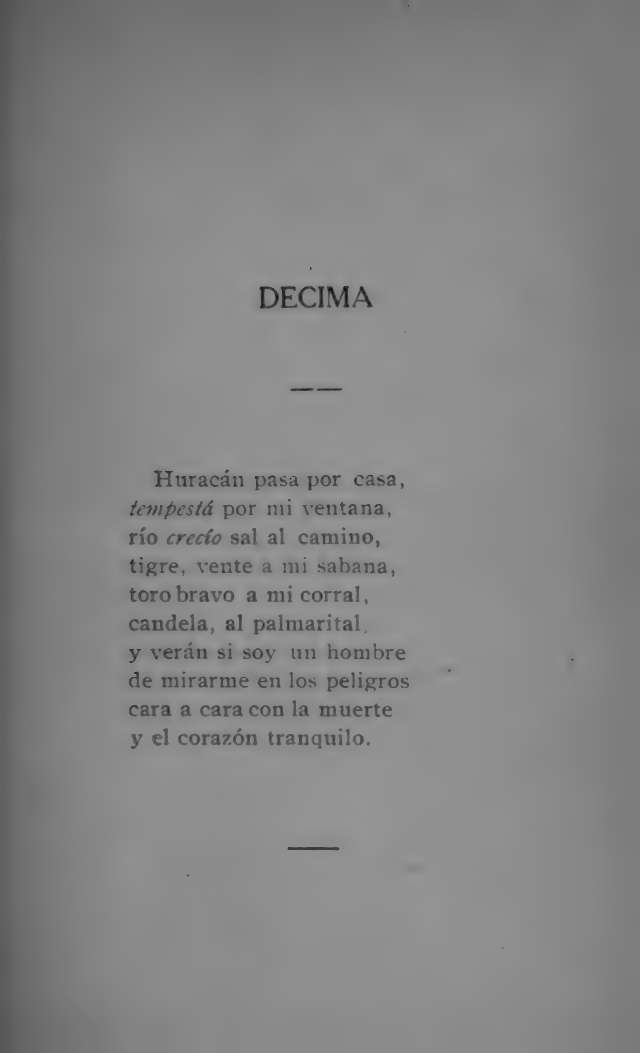 DECIMA
Huracán pasa por casa,
tempestá por mi ventana,
río crecío sal al camino,
tigre, vente a mi sabana,
toro bravo a mi corral,
candela, al palmarital,
y verán si soy un hombre
de mirarme en los peligros
cara a cara con la muerte
y el corazón tranquilo.